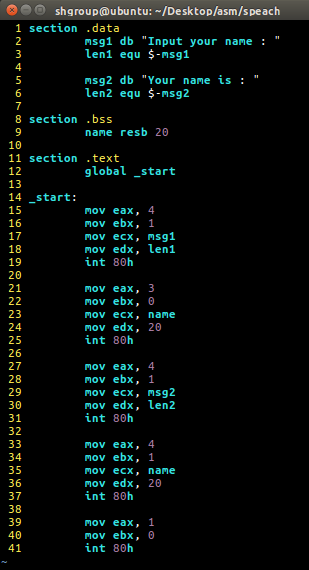 shgroup@ubuntu: ~/Desktop/asm/speach
1 section .data
2 msg1 db "Input your name : "
3 len1 equ $-msg1
4
5 msg2 db "Your name is : "
6 len2 equ $-msg2
7
8 section .bss
9 name resb 20
10
11 section .text
12 global _start
13
14 _start:
15 mov eax, 4
16 mov ebx, 1
17 mov ecx, msg1
18 mov edx, len1
19 int 80h
20
21 mov eax, 3
22 mov ebx, 0
23 mov ecx, name
24 mov edx, 20
25 int 80h
26
27 mov eax, 4
28 mov ebx, 1
29 mov ecx, msg2
30 mov edx, len2
31 int 80h
32
33 mov eax, 4
34 mov ebx, 1
35 mov ecx, name
36 mov edx, 20
37 int 80h
38
39 mov eax, 1
40 mov ebx, 0
41 int 80h
~